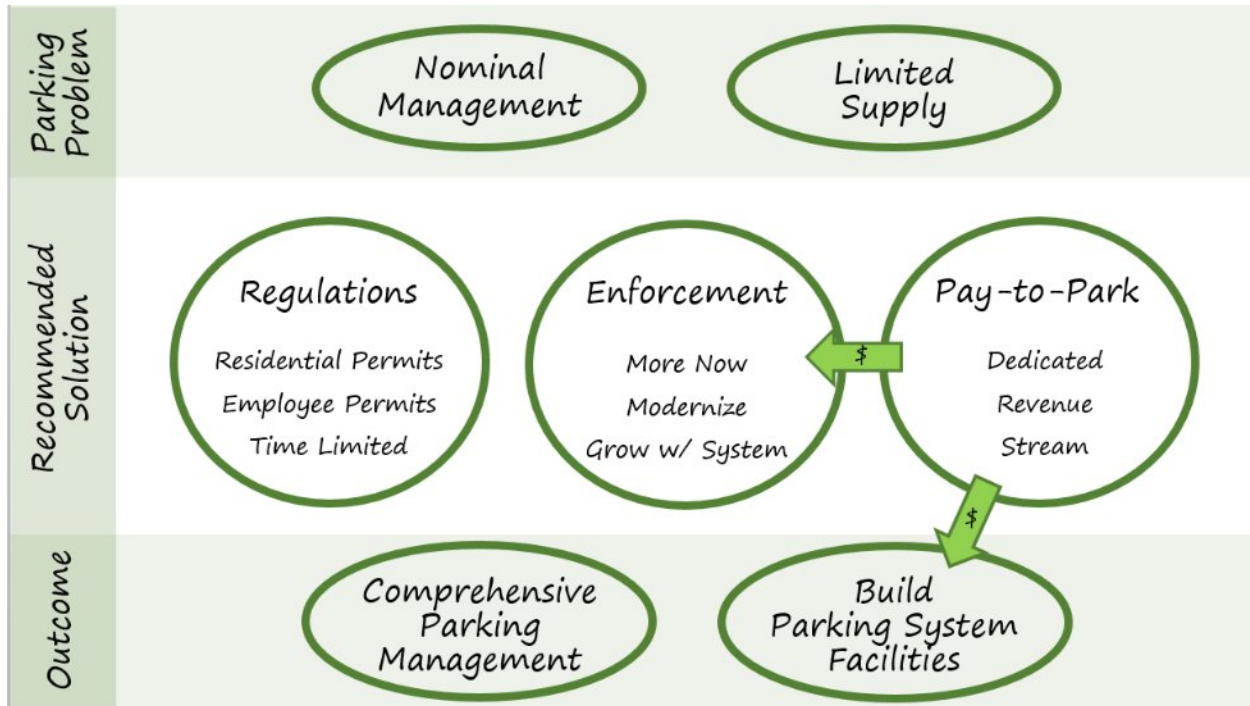 Parking
Problem
Nominal
Management
Limited
Supply
Recommended
Solution
Regulations
Residential Permits
Employee Permits
Time Limited
Enforcement
More Now
Modernize
Grow w/ System
$
Pay-to-Park
Dedicated
Revenue
Stream
$
Outcome
Comprehensive
Parking
Management
Build
Parking System
Facilities